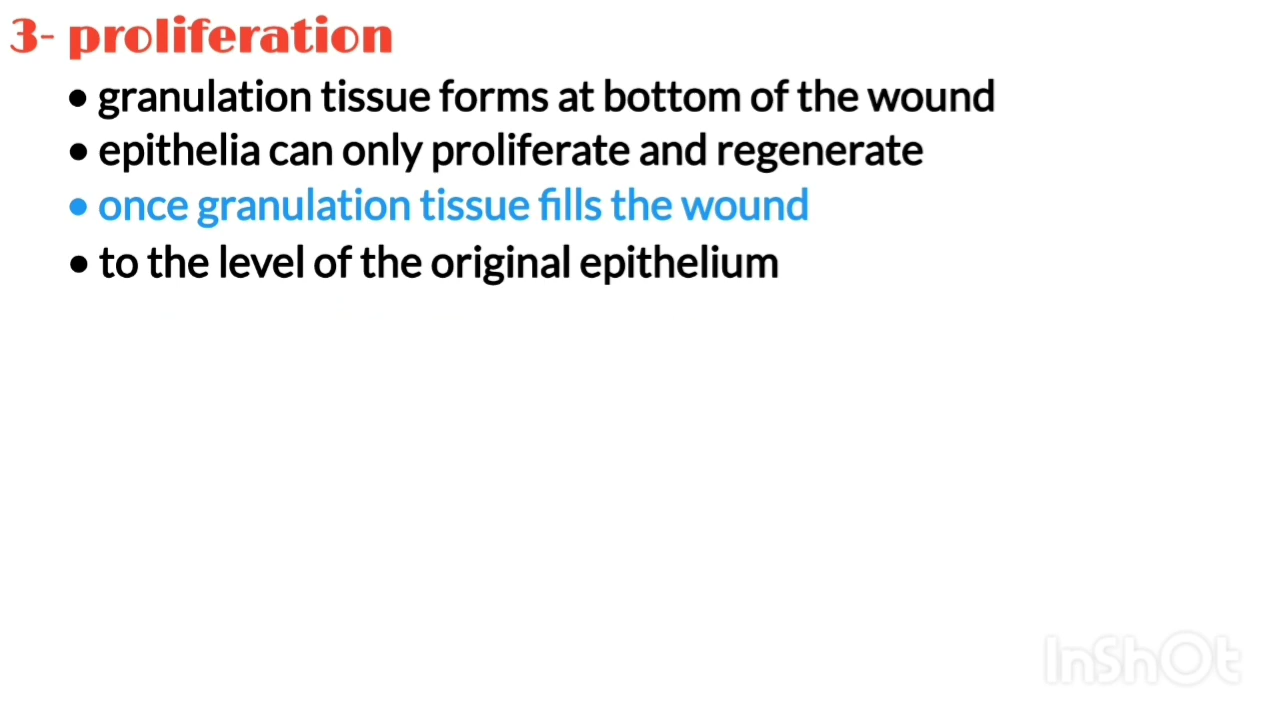 3- proliferation
• granulation tissue forms at bottom of the wound
• epithelia can only proliferate and regenerate
• once granulation tissue fills the wound
• to the level of the original epithelium
InShOt